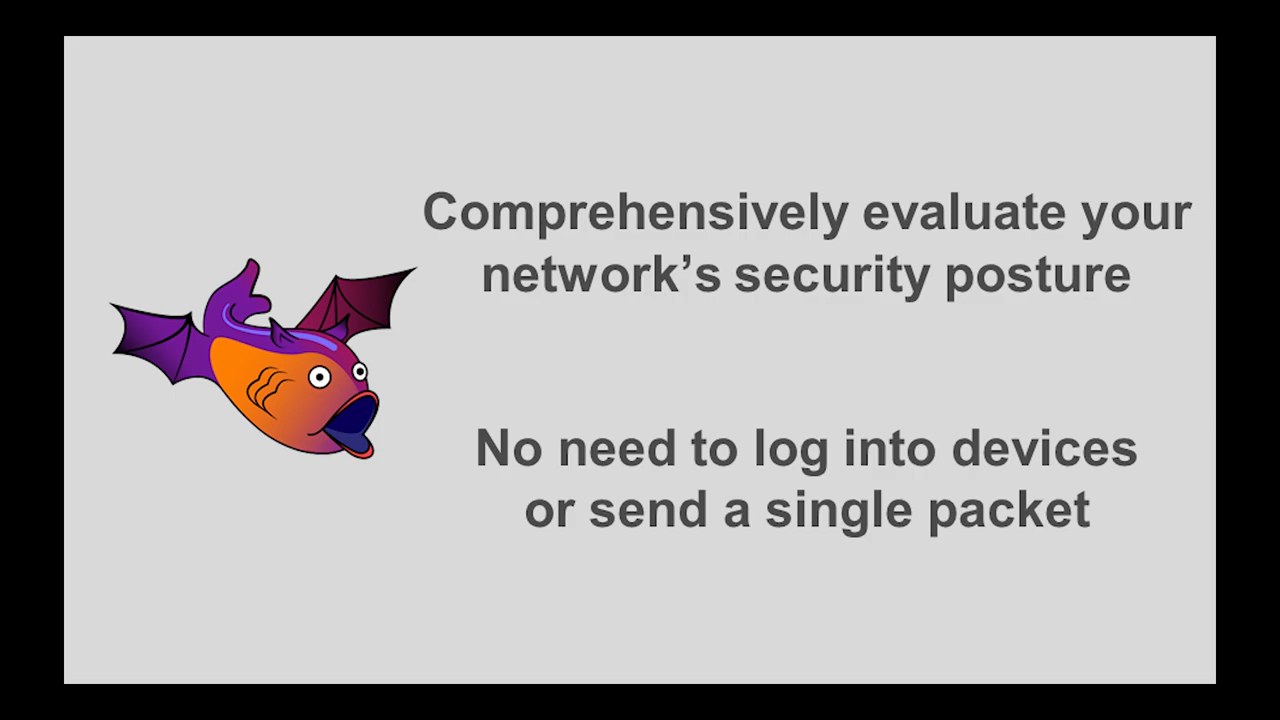 Comprehensively evaluate your
network’s security posture
No need to log into devices
or send a single packet